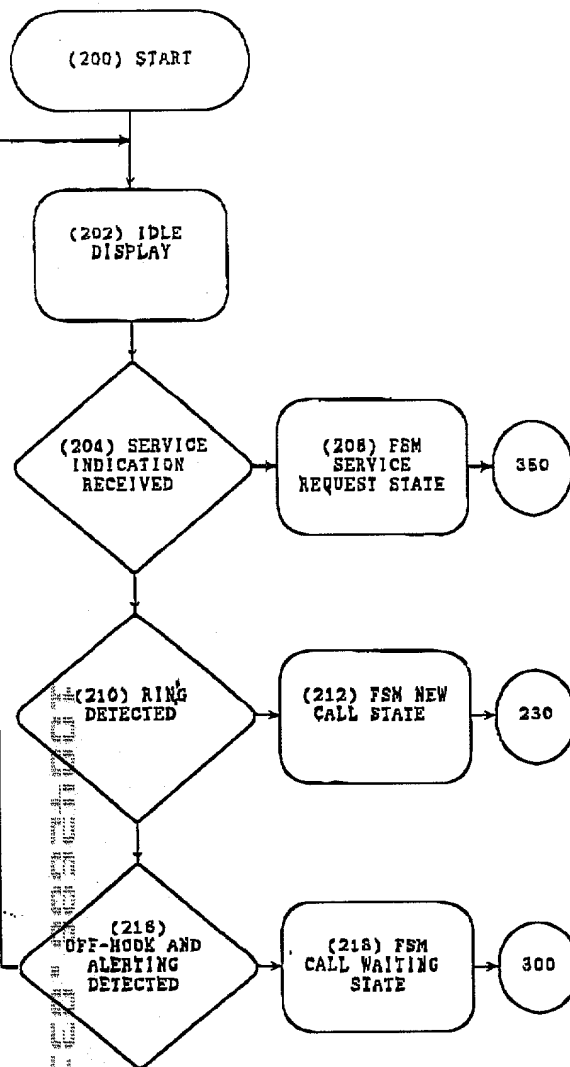 (200) START
(202) IDLE
DISPLAY
(204) SERVICE
INDICATION
RECEIVED
(208) FSM
SERVICE
REQUEST STATE
350
(210) RING
DETECTED
(212) FSM NEW
CALL STATE
230
(216)
OFF-HOOK AND
ALERTING
DETECTED
(218) FSM
CALL WAITING
STATE
300